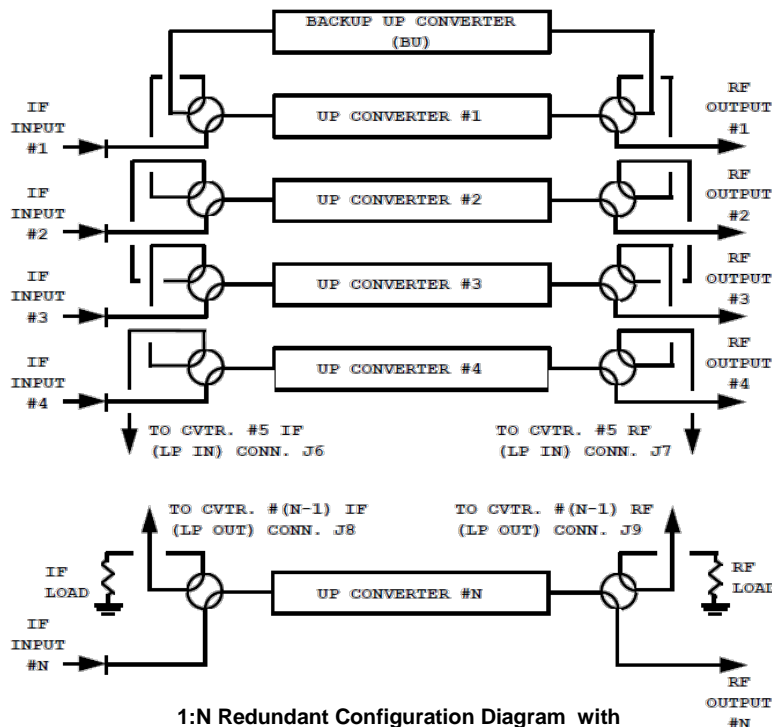 BACKUP UP CONVERTER
(BU)
IF
INPUT
#1
UP CONVERTER #1
RF
OUTPUT
#1
IF
INPUT
#2
UP CONVERTER #2
RF
OUTPUT
#2
IF
INPUT
#3
UP CONVERTER #3
RF
OUTPUT
#3
IF
INPUT
#4
UP CONVERTER #4
RF
OUTPUT
#4
TO CVTR. #5 IF
(LP IN) CONN. J6
TO CVTR. #5 RF
(LP IN) CONN. J7
TO CVTR. #(N-1) IF
(LP OUT) CONN. J8
TO CVTR. #(N-1) RF
(LP OUT) CONN. J9
IF
LOAD
UP CONVERTER #N
RF
LOAD
IF
INPUT
#N
RF
OUTPUT
#N
1:N Redundant Configuration Diagram with